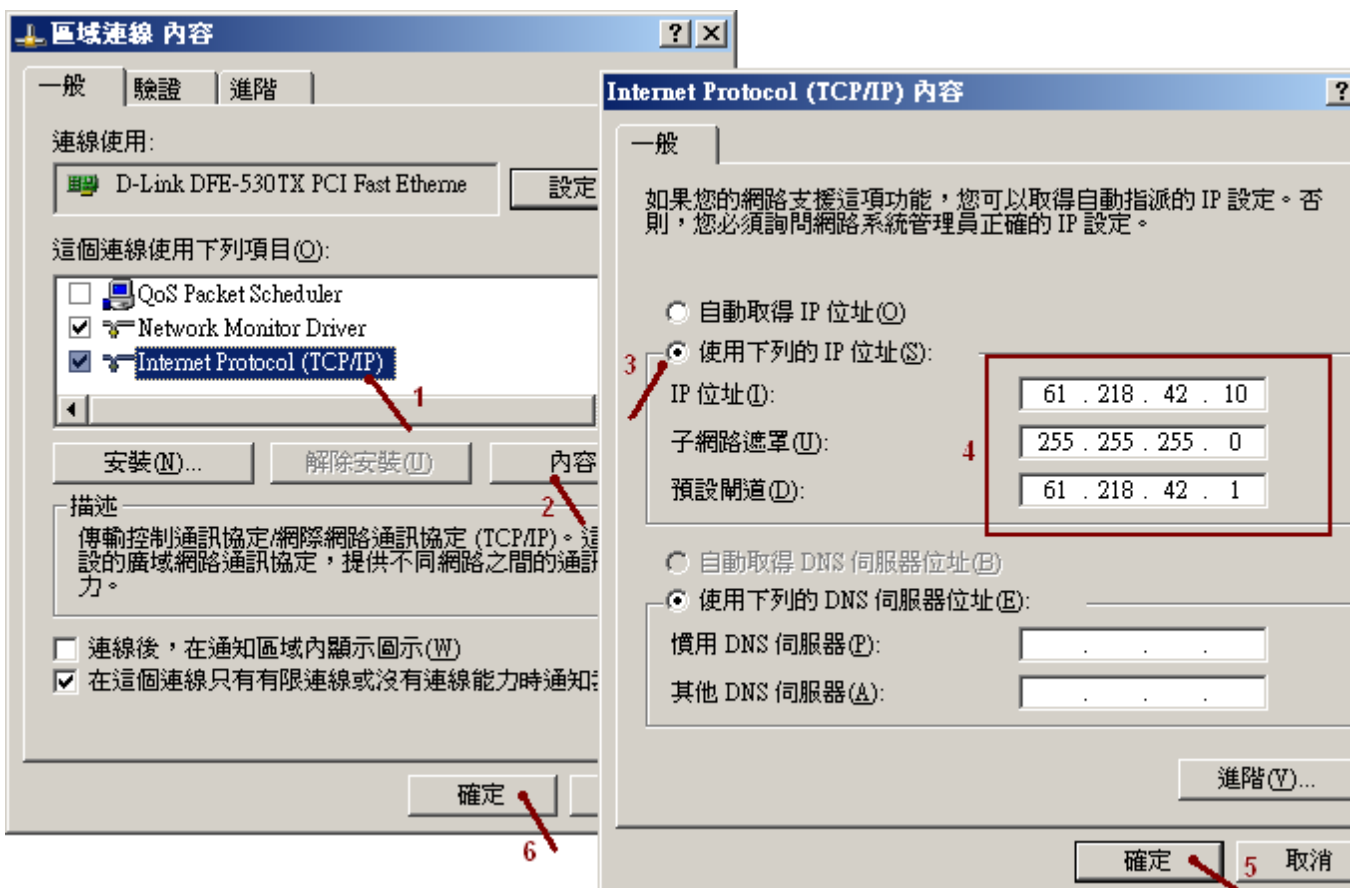 區域連線 內容
一般
驗證
進階
連線使用:
D-Link DFE-530TX PCI Fast Etherne
設定
這個連線使用下列項目(O):
QoS Packet Scheduler
Network Monitor Driver
Internet Protocol (TCP/IP)
1
安裝(N)...
解除安裝(U)
內容
2
描述
傳輸控制通訊協定/網際網路通訊協定 (TCP/IP)。這
設的廣域網路通訊協定，提供不同網路之間的通訊
力。
連線後，在通知區域內顯示圖示(W)
在這個連線只有有限連線或沒有連線能力時通知
確定
6
Internet Protocol (TCP/IP) 內容
?
一般
如果您的網路支援這項功能，您可以取得自動指派的 IP 設定。否
則，您必須詢問網路系統管理員正確的 IP 設定。
自動取得 IP 位址(O)
3
使用下列的 IP 位址(S):
IP 位址(I):
61 . 218 . 42 . 10
子網路遮罩(U):
4
255 . 255 . 255 . 0
預設閘道(D):
61 . 218 . 42 . 1
自動取得 DNS 伺服器位址(B)
使用下列的 DNS 伺服器位址(E):
慣用 DNS 伺服器(P):
. . .
其他 DNS 伺服器(A):
. . .
進階(V)...
確定
5
取消